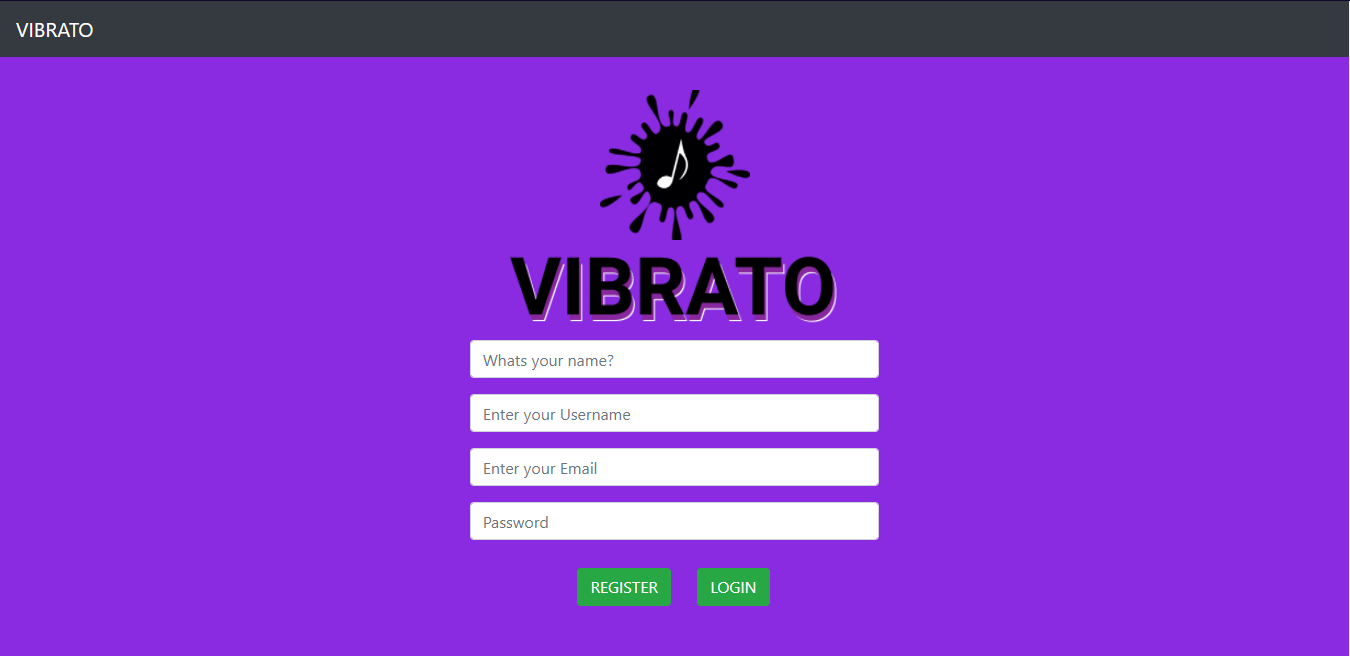 VIBRATO
VIBRATO
Whats your name?
Enter your Username
Enter your Email
Password
REGISTER LOGIN